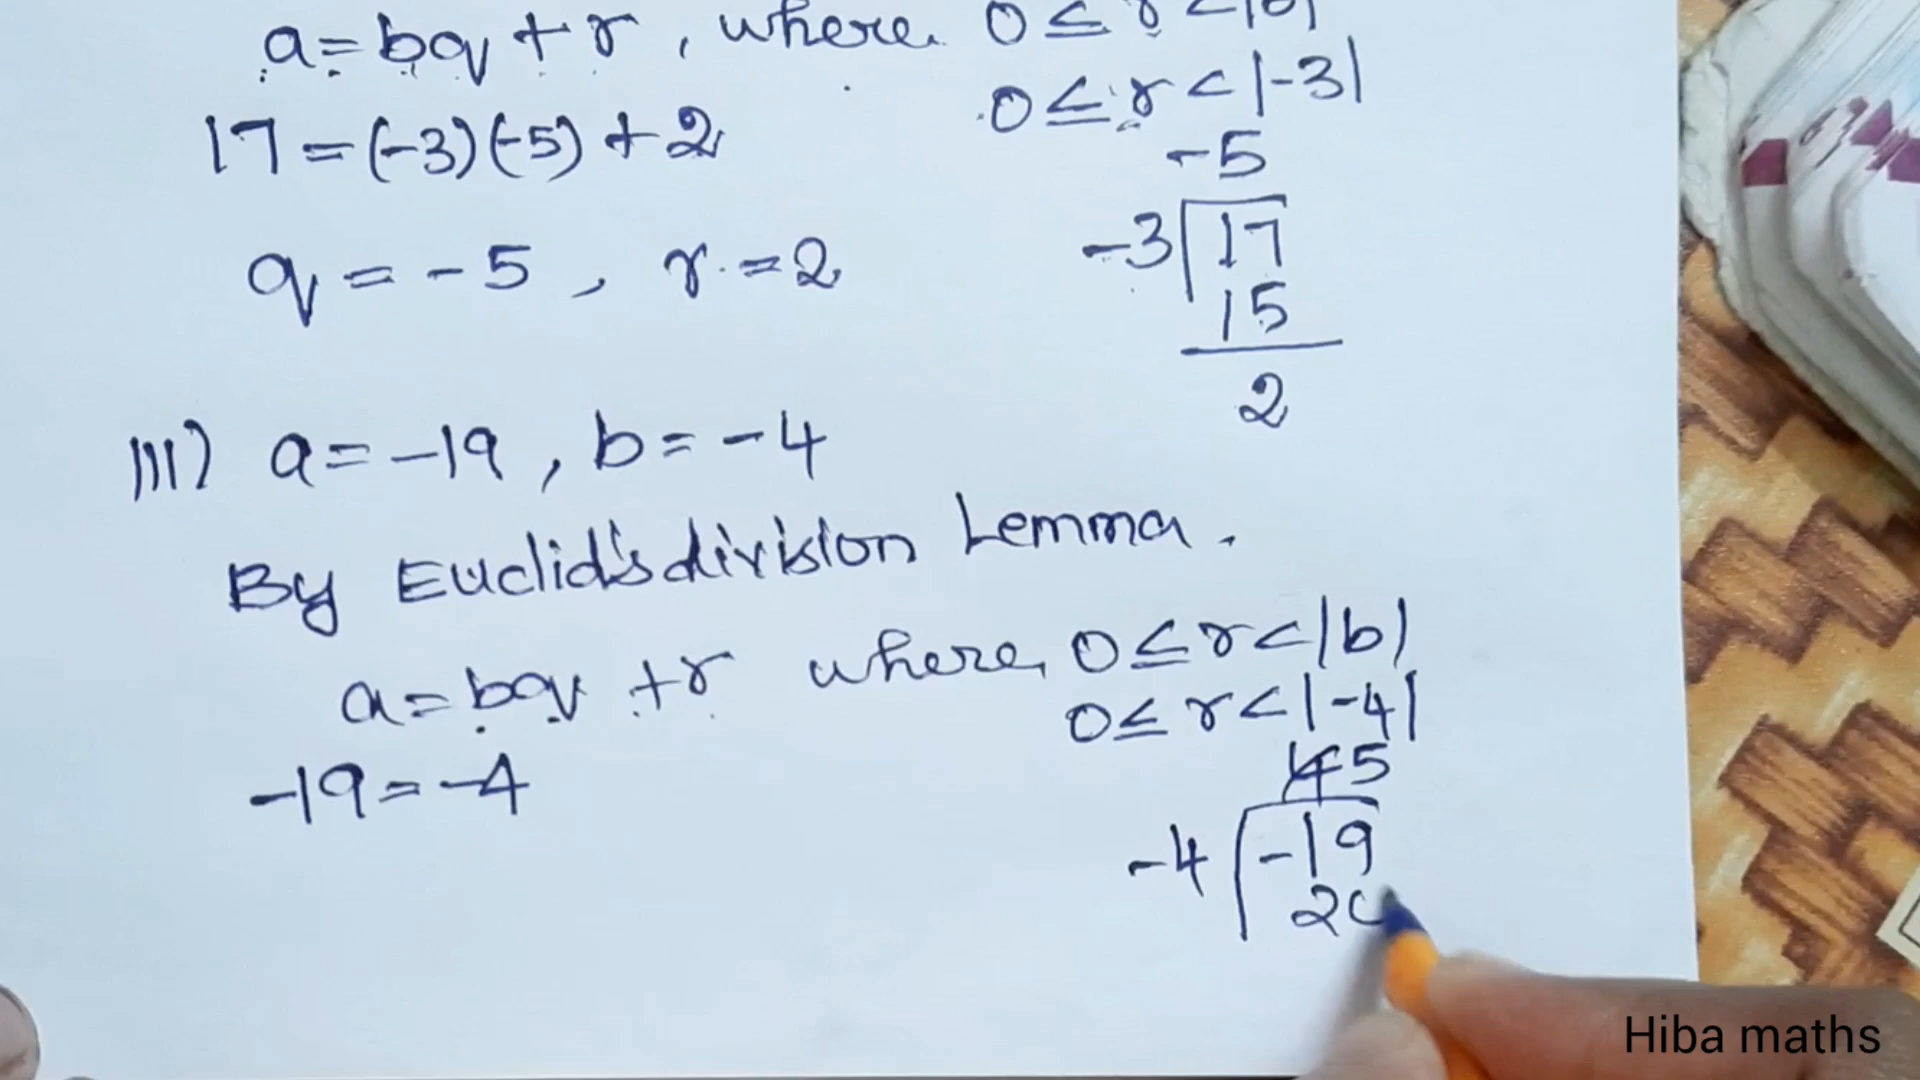 a = bq + r, where 0 ≤ r < |b|
0 ≤ r < |-3|
17 = (-3)(-5) + 2
-5
-3 17
q = -5, r = 2
15
2
III) a = -19, b = -4
By Euclid's division Lemma.
a = bq + r where, 0 ≤ r < |b|
0 ≤ r < |-4|
5
-19 = -4
-4 -19
20
Hiba maths